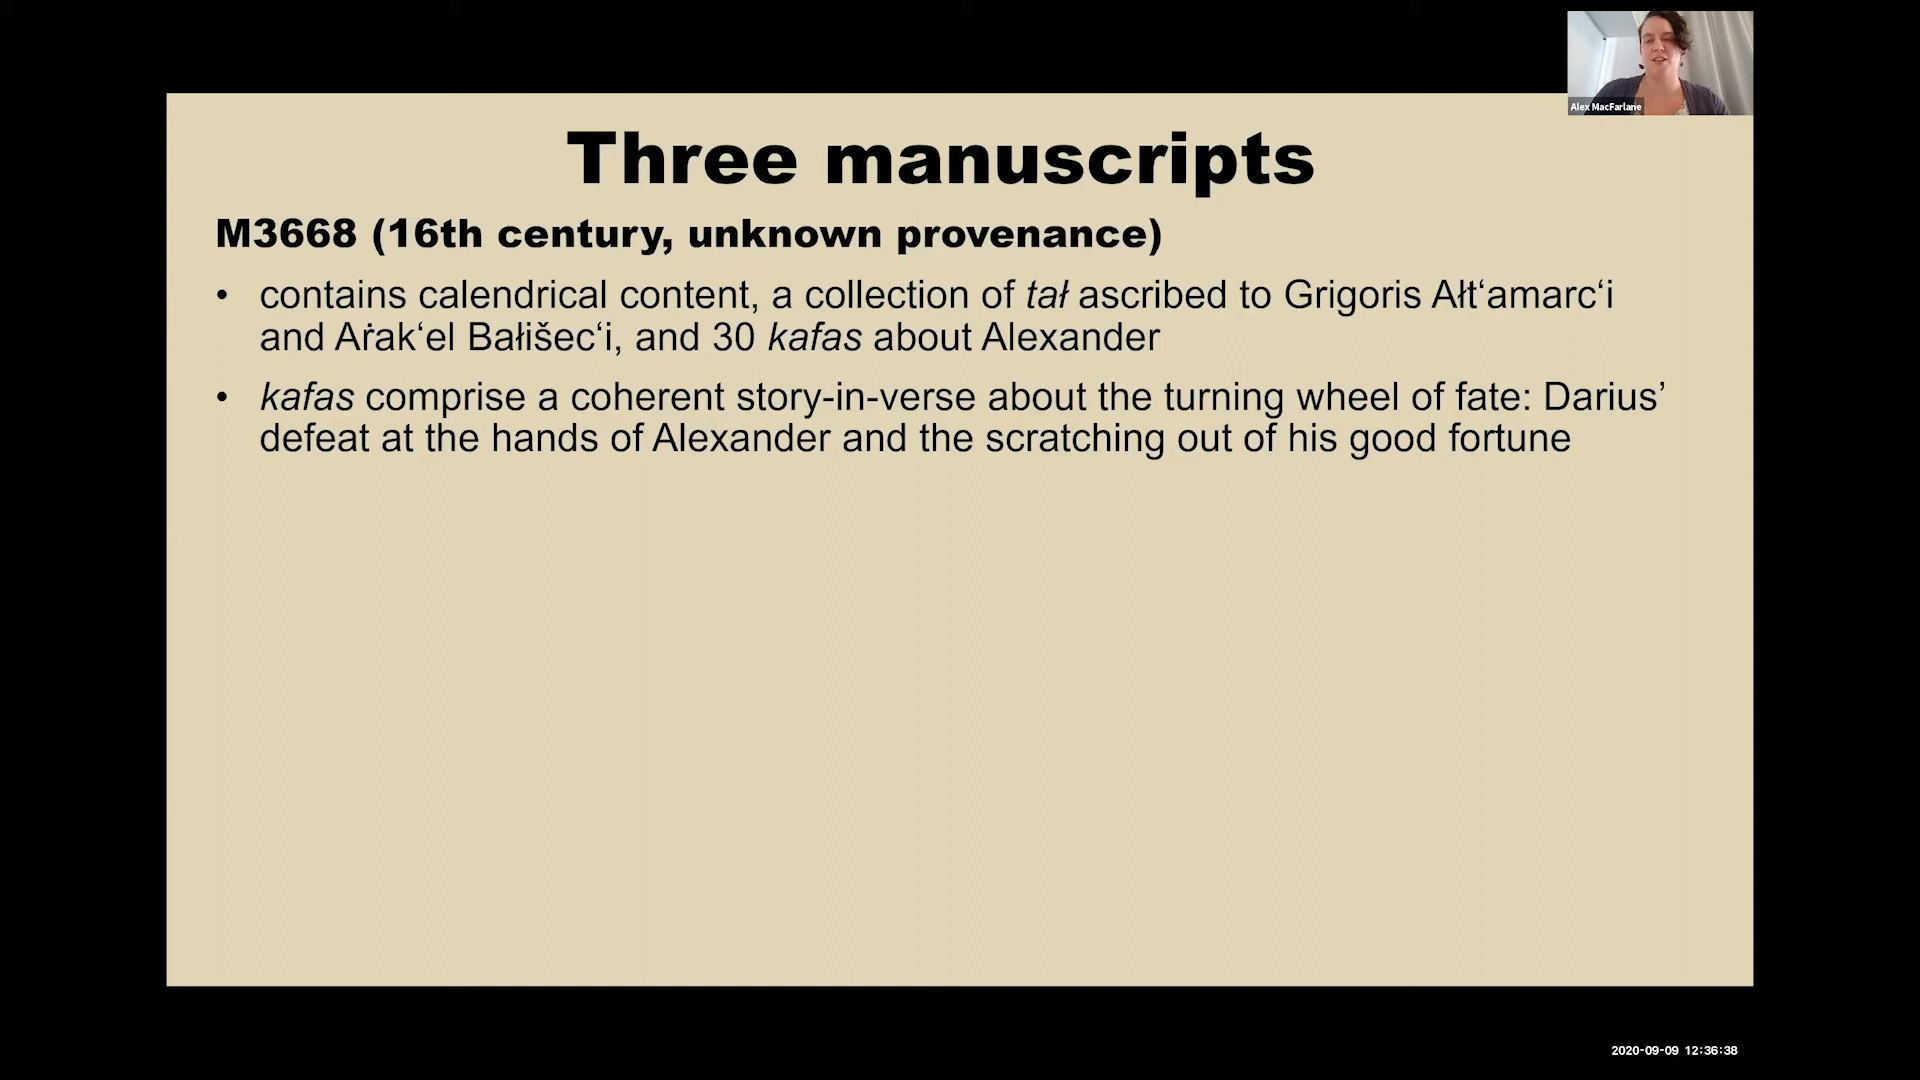 Alex MacFarlane
Three manuscripts
M3668 (16th century, unknown provenance)
• contains calendrical content, a collection of tał ascribed to Grigoris Ałt‘amarc‘i
and Aṙak‘el Bałišec‘i, and 30 kafas about Alexander
• kafas comprise a coherent story-in-verse about the turning wheel of fate: Darius’
defeat at the hands of Alexander and the scratching out of his good fortune
2020-09-09 12:36:38